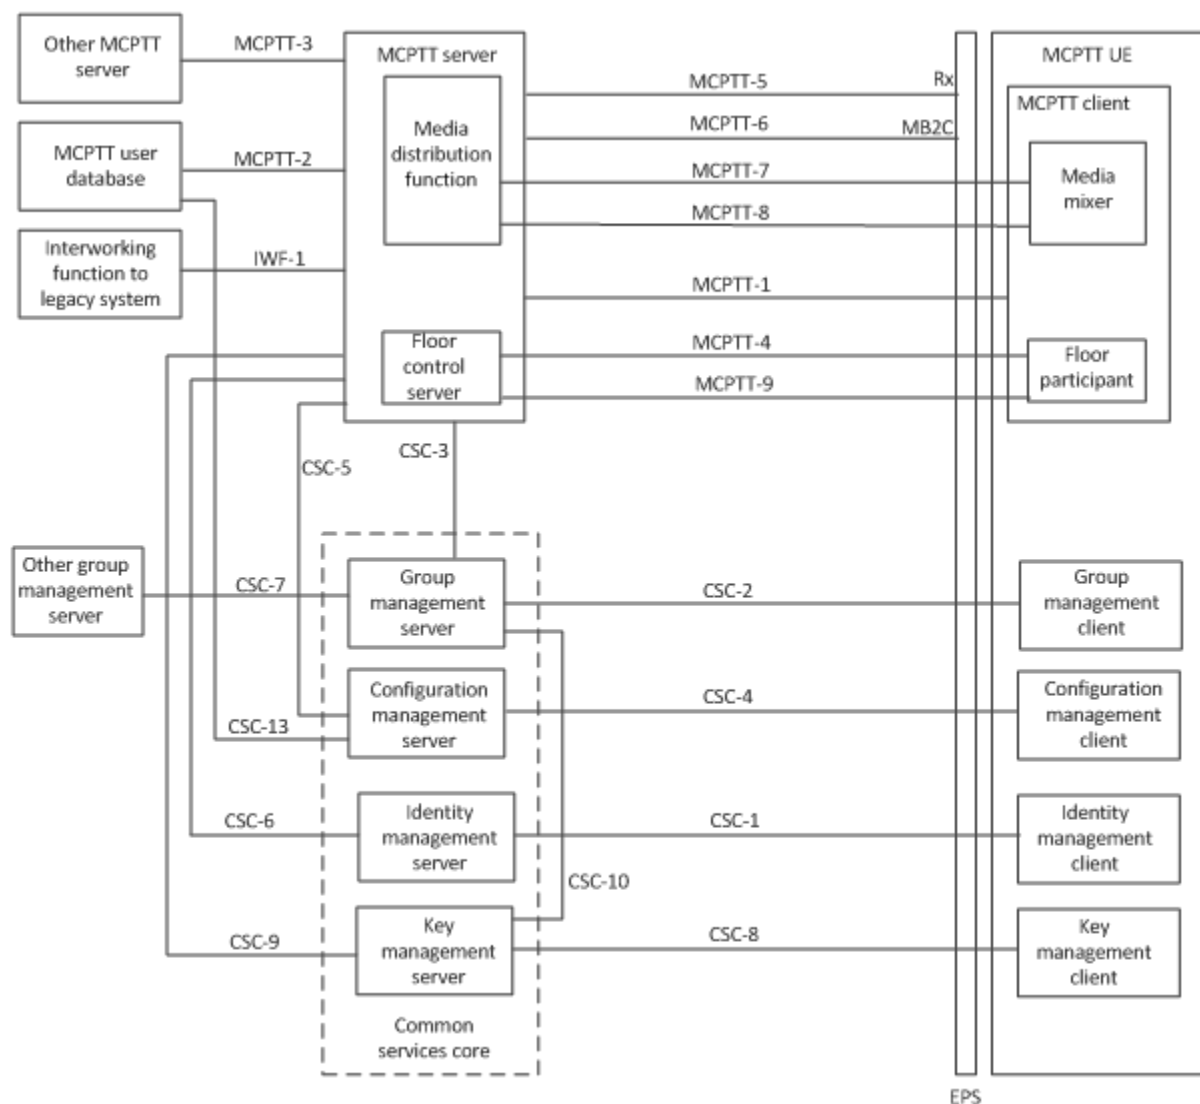 Other MCPTT
server
MCPTT-3
MCPTT server
MCPTT UE
MCPTT-5
Rx
MCPTT client
Media
distribution
function
MCPTT-6
MB2C
MCPTT user
database
MCPTT-2
MCPTT-7
Media
mixer
MCPTT-8
Interworking
function to
legacy system
IWF-1
MCPTT-1
Floor
control
server
MCPTT-4
MCPTT-9
Floor
participant
CSC-3
CSC-5
Other group
management
server
CSC-7
Group
management
server
CSC-2
Group
management
client
Configuration
management
server
CSC-4
Configuration
management
client
CSC-13
CSC-6
Identity
management
server
CSC-1
Identity
management
client
CSC-10
CSC-9
Key
management
server
CSC-8
Key
management
client
Common
services core
EPS